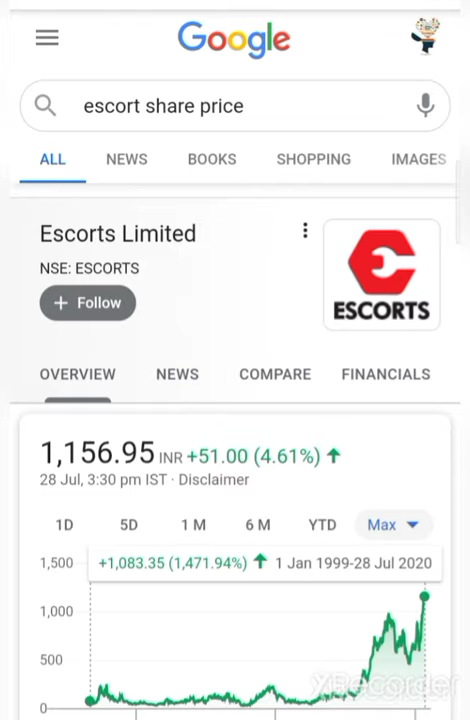 Google
escort share price
ALL NEWS BOOKS SHOPPING IMAGES
Escorts Limited
NSE: ESCORTS
+ Follow
ESCORTS
OVERVIEW NEWS COMPARE FINANCIALS
1,156.95 INR +51.00 (4.61%)
28 Jul, 3:30 pm IST · Disclaimer
1D 5D 1 M 6 M YTD Max
1,500
+1,083.35 (1,471.94%) 1 Jan 1999-28 Jul 2020
1,000
500
XRecorder
0